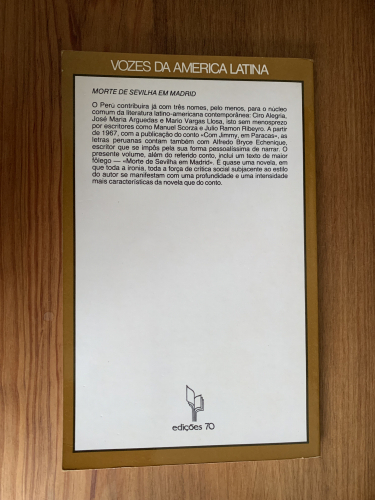 VOZES DA AMERICA LATINA
MORTE DE SEVILHA EM MADRID
O Perú contribuira já com três nomes, pelo menos, para o núcleo
comum da literatura latino-americana contemporânea: Ciro Alegria,
José Maria Arguedas e Mario Vargas Llosa, isto sem menosprezo
por escritores como Manuel Scorza e Julio Ramon Ribeyro. A partir
de 1967, com a publicação do conto «Com Jimmy, em Paracas», as
letras peruanas contam também com Alfredo Bryce Echenique,
escritor que se impôs pela sua forma pessoalíssima de narrar. O
presente volume, além do referido conto, inclui um texto de maior
fôlego — «Morte de Sevilha em Madrid». É quase uma novela, em
que toda a ironia, toda a força de crítica social subjacente ao estilo
do autor se manifestam com uma profundidade e uma intensidade
mais características da novela que do conto.
edições 70